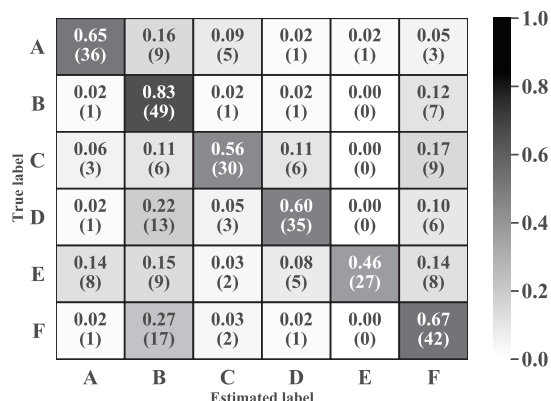 A 0.65 0.16 0.09 0.02 0.02 0.05 1.0
(36) (9) (5) (1) (1) (3)
B 0.02 0.83 0.02 0.02 0.00 0.12 0.8
(1) (49) (1) (1) (0) (7)
C 0.06 0.11 0.56 0.11 0.00 0.17 0.6
(3) (6) (30) (6) (0) (9)
True label
D 0.02 0.22 0.05 0.60 0.00 0.10 0.4
(1) (13) (3) (35) (0) (6)
E 0.14 0.15 0.03 0.08 0.46 0.14 0.2
(8) (9) (2) (5) (27) (8)
F 0.02 0.27 0.03 0.02 0.00 0.67
(1) (17) (2) (1) (0) (42) 0.0
A B C D E F
Estimated label